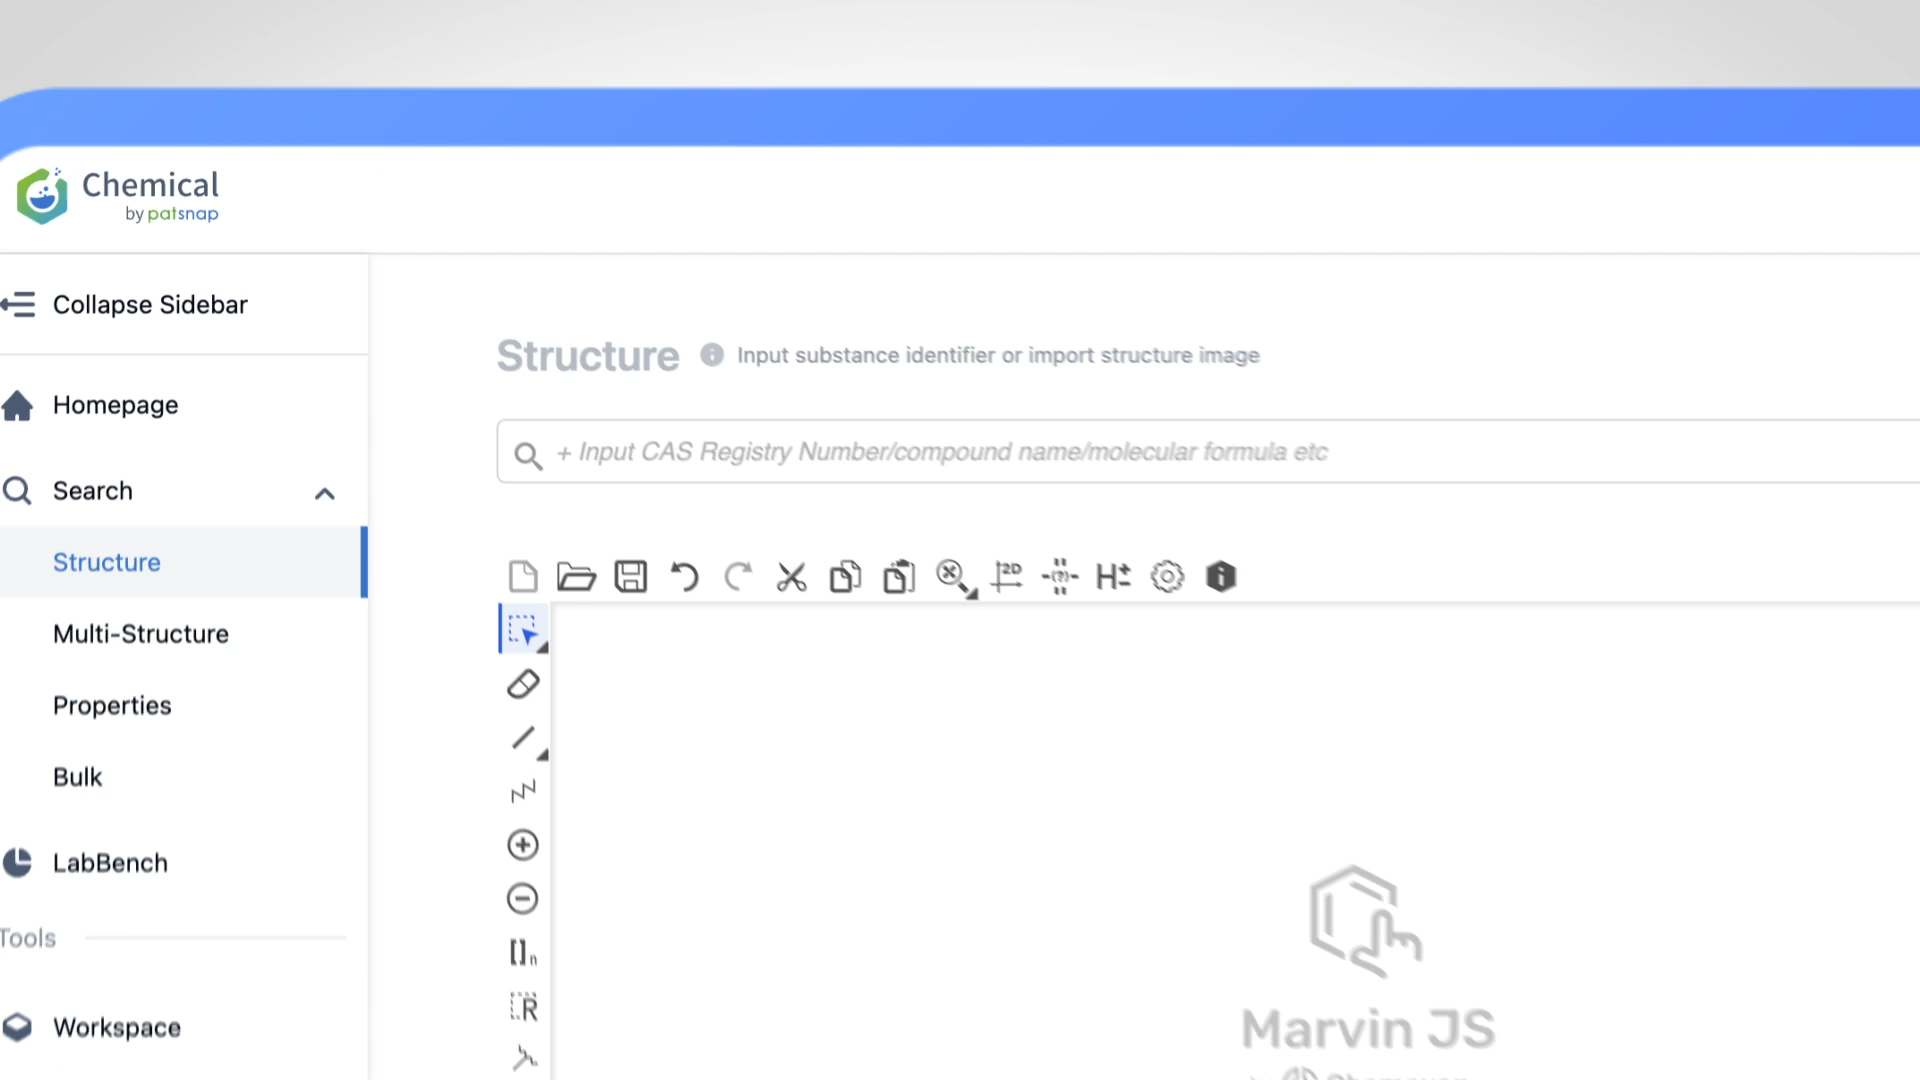 Chemical
by patsnap
Collapse Sidebar
Structure
Input substance identifier or import structure image
Homepage
+ Input CAS Registry Number/compound name/molecular formula etc
Search
Structure
2D
H±
Multi-Structure
Properties
Bulk
LabBench
[]n
R
Tools
Workspace
Marvin JS